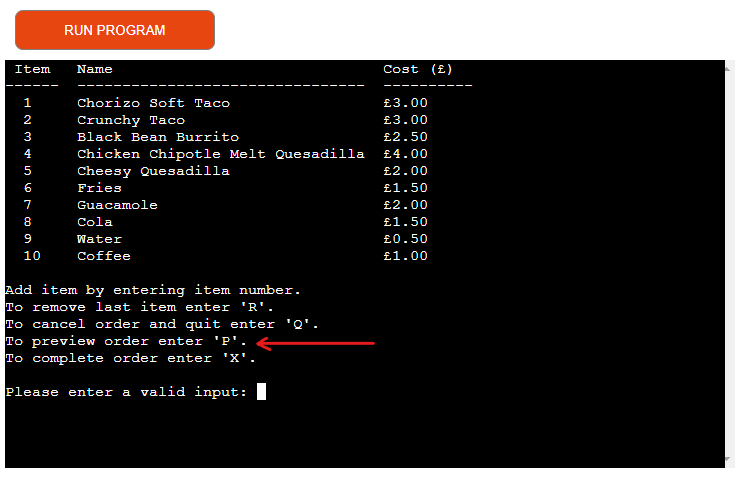 RUN PROGRAM
Item Name Cost (£)
------ -------------------------------- ----------
1 Chorizo Soft Taco £3.00
2 Crunchy Taco £3.00
3 Black Bean Burrito £2.50
4 Chicken Chipotle Melt Quesadilla £4.00
5 Cheesy Quesadilla £2.00
6 Fries £1.50
7 Guacamole £2.00
8 Cola £1.50
9 Water £0.50
10 Coffee £1.00
Add item by entering item number.
To remove last item enter 'R'.
To cancel order and quit enter 'Q'.
To preview order enter 'P'.
To complete order enter 'X'.
Please enter a valid input: